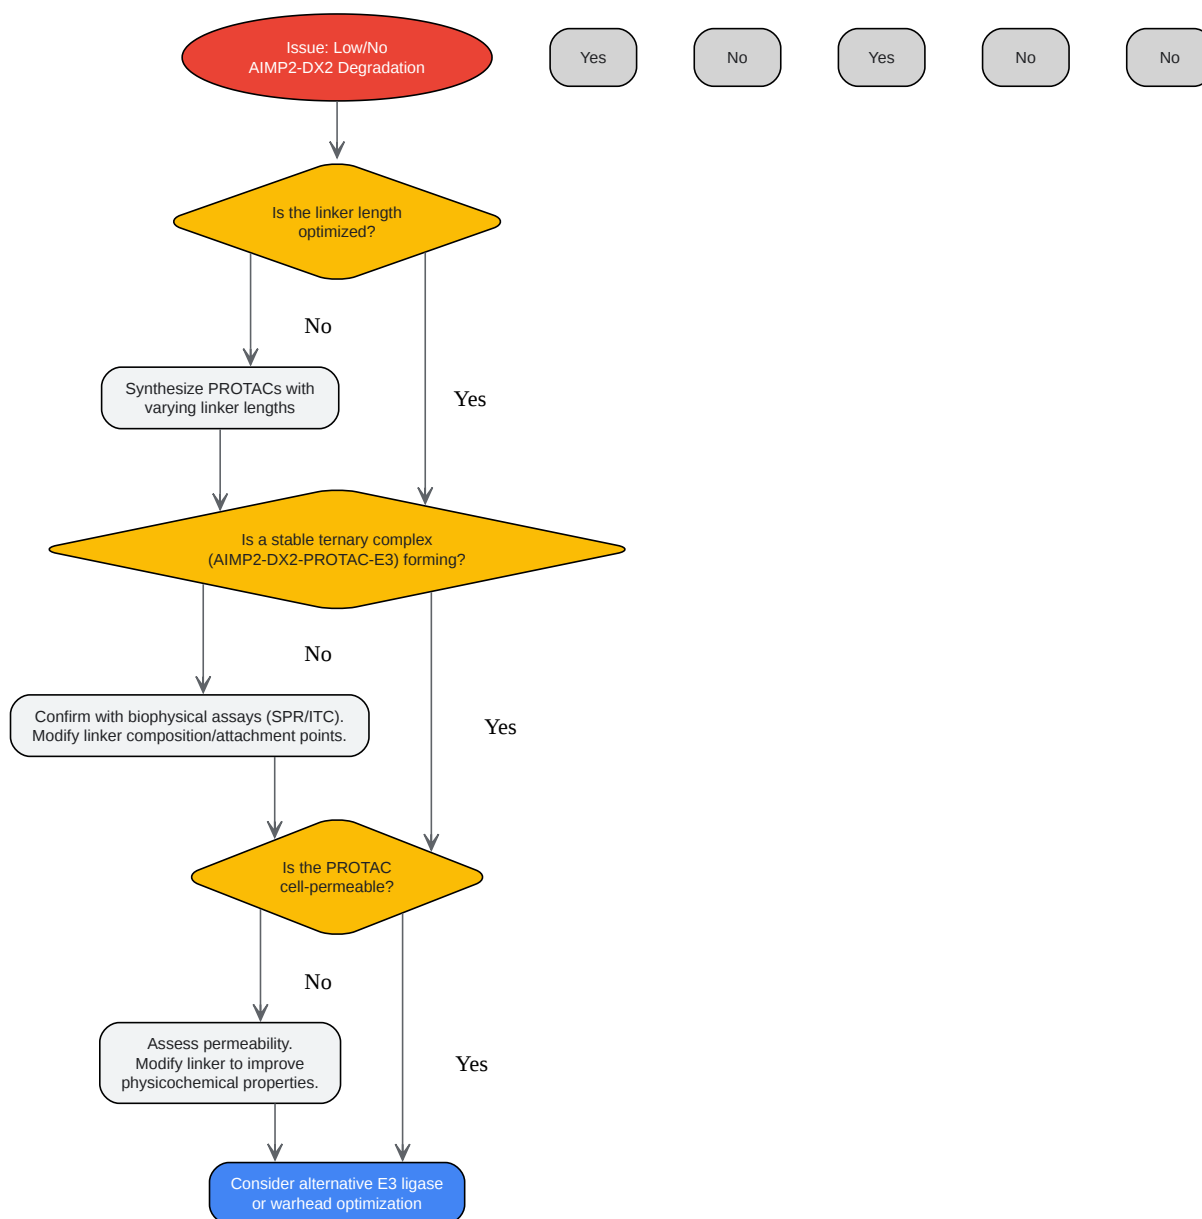 Issue: Low/No
AIMP2-DX2 Degradation
Yes
No
Yes
No
No
Is the linker length
optimized?
No
Synthesize PROTACs with
varying linker lengths
Yes
Is a stable ternary complex
(AIMP2-DX2-PROTAC-E3) forming?
No
Confirm with biophysical assays (SPR/ITC).
Modify linker composition/attachment points.
Yes
Is the PROTAC
cell-permeable?
No
Assess permeability.
Modify linker to improve
physicochemical properties.
Yes
Consider alternative E3 ligase
or warhead optimization